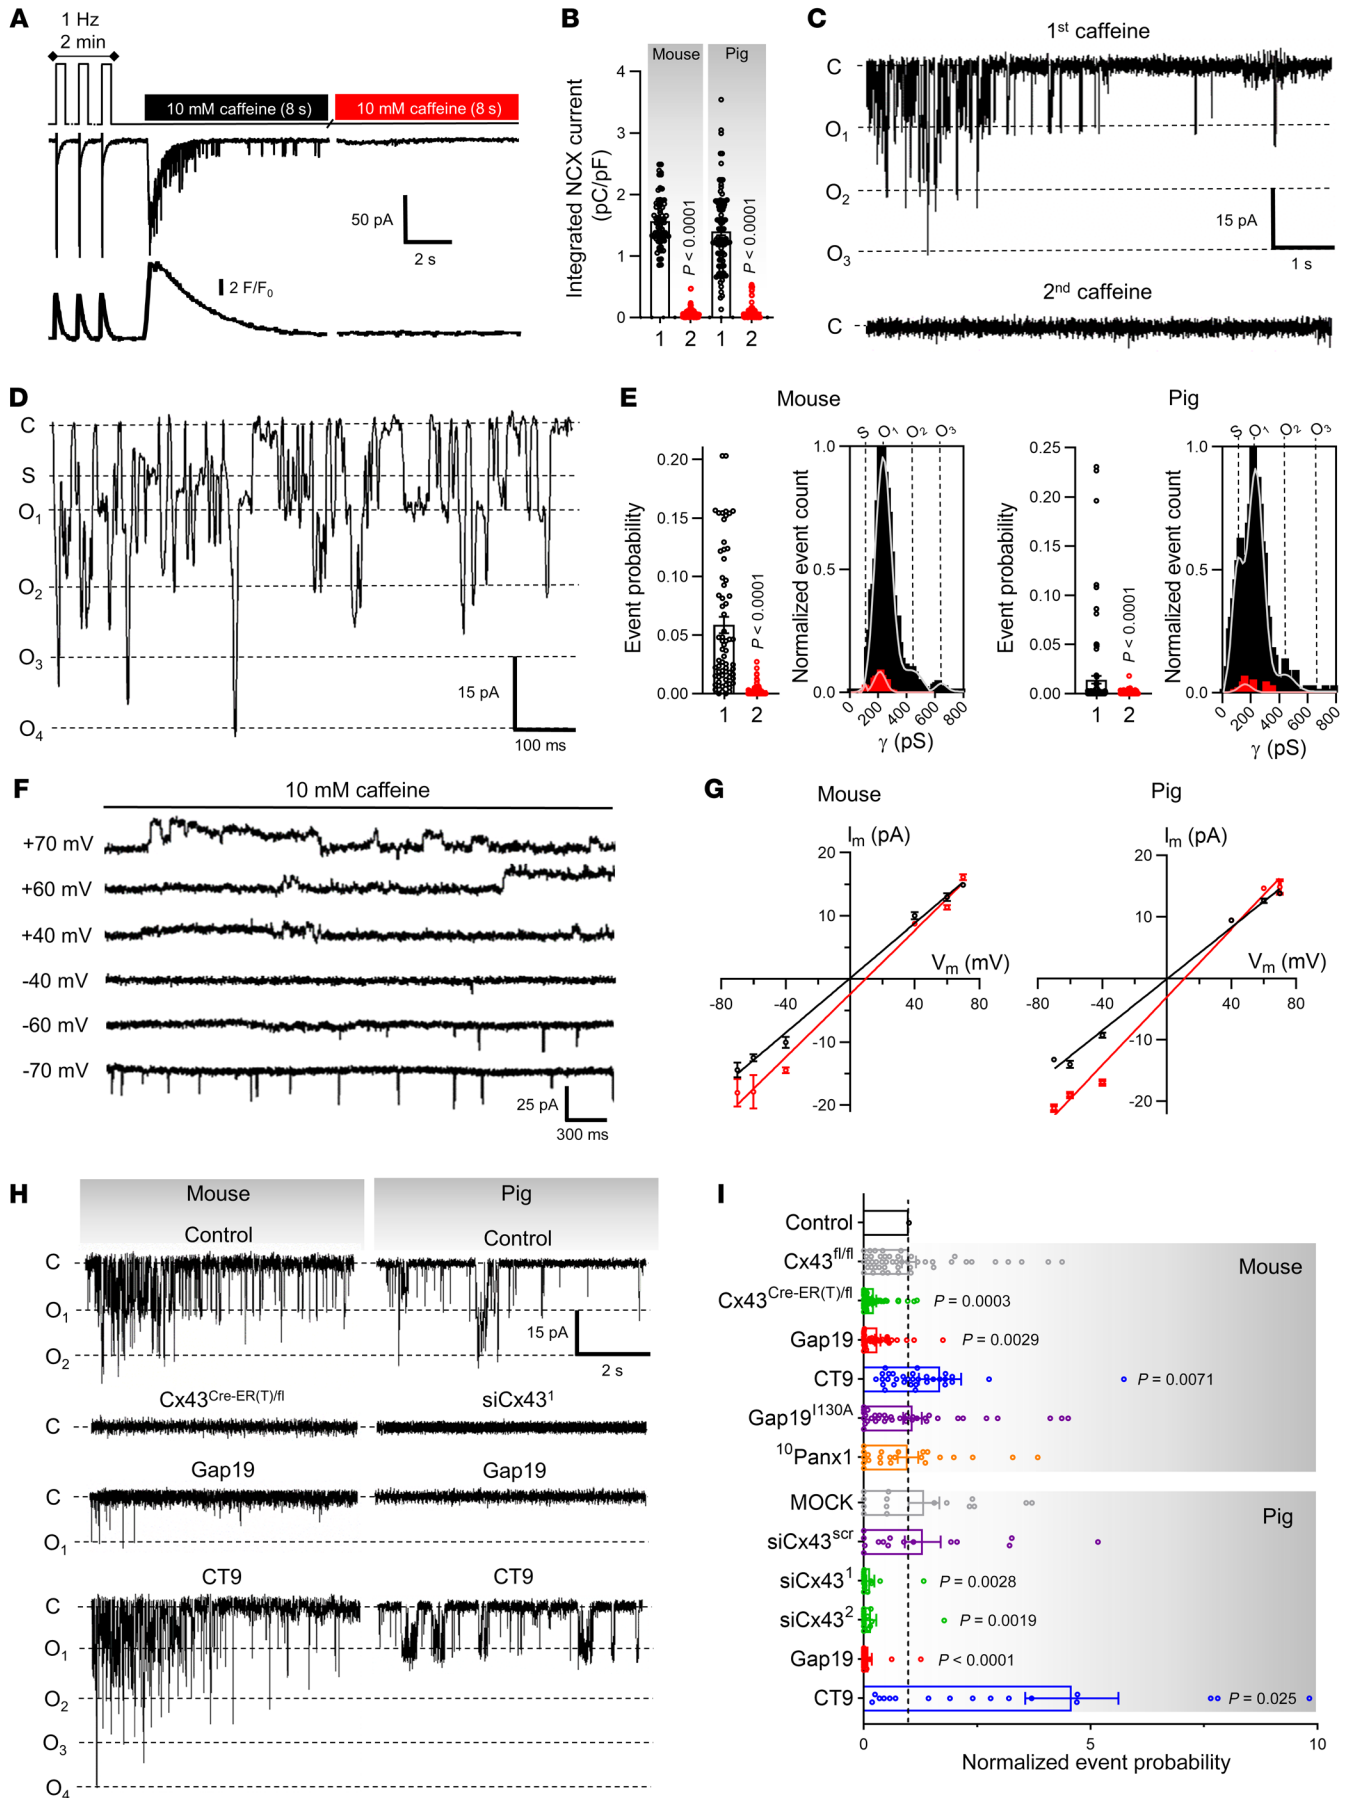 A
1 Hz
2 min
10 mM caffeine (8 s)
10 mM caffeine (8 s)
50 pA
2 s
2 F/F0
B
Mouse
Pig
Integrated NCX current
(pC/pF)
4
3
2
1
0
P < 0.0001
P < 0.0001
1
2
1
2
C
1st caffeine
C
O1
O2
O3
15 pA
1 s
2nd caffeine
C
D
C
S
O1
O2
O3
O4
15 pA
100 ms
E
Mouse
Event probability
0.20
0.15
0.10
0.05
0.00
P < 0.0001
1
2
S
O1
O2
O3
Normalized event count
1.0
0.5
0.0
0
200
400
600
800
γ (pS)
Pig
Event probability
0.25
0.20
0.15
0.10
0.05
0.00
P < 0.0001
1
2
S
O1
O2
O3
Normalized event count
1.0
0.5
0.0
0
200
400
600
800
γ (pS)
F
10 mM caffeine
+70 mV
+60 mV
+40 mV
-40 mV
-60 mV
-70 mV
25 pA
300 ms
G
Mouse
Im (pA)
20
10
Vm (mV)
-80
-40
40
80
-10
-20
Pig
Im (pA)
20
10
Vm (mV)
-80
-40
40
80
-10
-20
H
Mouse
Pig
Control
Control
C
O1
O2
15 pA
2 s
Cx43Cre-ER(T)/fl
siCx431
C
Gap19
Gap19
C
O1
CT9
CT9
C
O1
O2
O3
O4
I
Control
Cx43fl/fl
Mouse
Cx43Cre-ER(T)/fl
P = 0.0003
Gap19
P = 0.0029
CT9
P = 0.0071
Gap19I130A
10Panx1
MOCK
Pig
siCx43scr
siCx431
P = 0.0028
siCx432
P = 0.0019
Gap19
P < 0.0001
CT9
P = 0.025
0
5
10
Normalized event probability